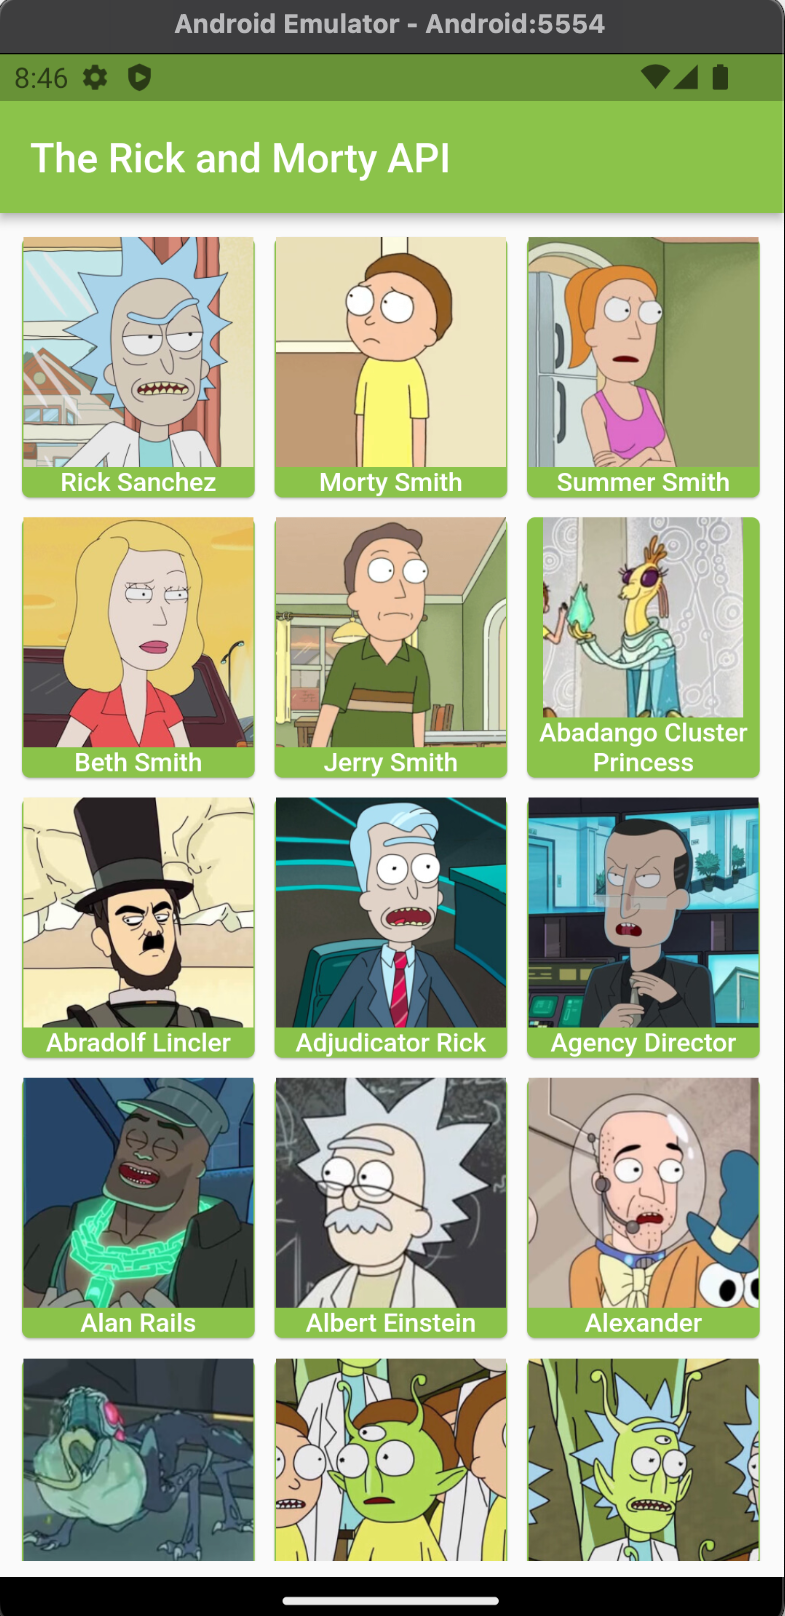 Android Emulator - Android:5554
8:46
The Rick and Morty API
Rick Sanchez
Morty Smith
Summer Smith
Beth Smith
Jerry Smith
Abadango Cluster
Princess
Abradolf Lincler
Adjudicator Rick
Agency Director
Alan Rails
Albert Einstein
Alexander